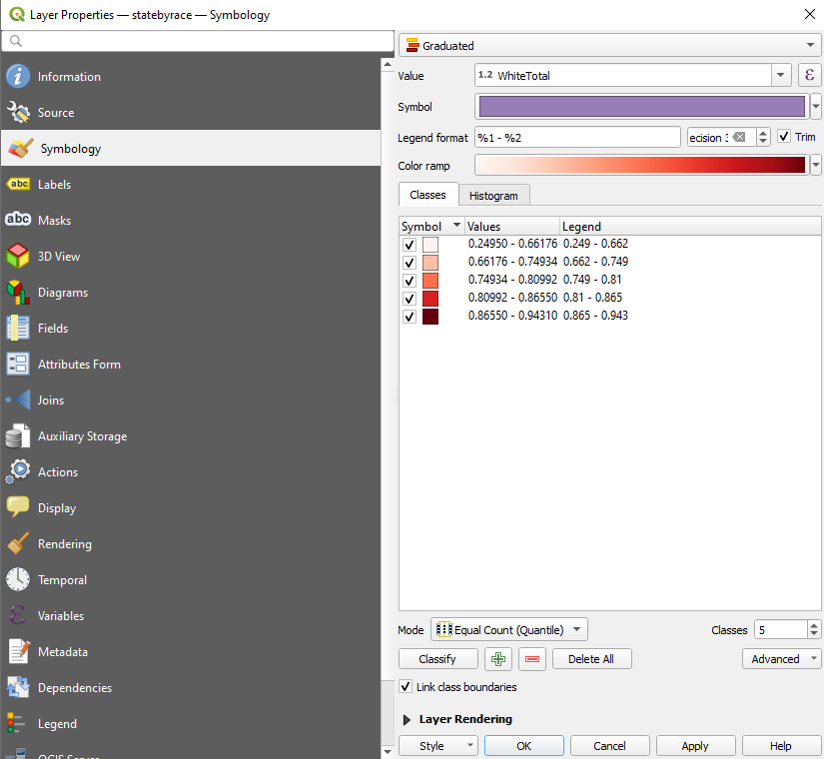 Layer Properties — statebyrace — Symbology
Information
Source
Symbology
abc Labels
abc Masks
3D View
Diagrams
Fields
Attributes Form
Joins
Auxiliary Storage
Actions
Display
Rendering
Temporal
Variables
Metadata
Dependencies
Legend
Graduated
Value 1.2 WhiteTotal ε
Symbol
Legend format %1 - %2 ecision 3 Trim
Color ramp
Classes Histogram
Symbol Values Legend
0.24950 - 0.66176 0.249 - 0.662
0.66176 - 0.74934 0.662 - 0.749
0.74934 - 0.80992 0.749 - 0.81
0.80992 - 0.86550 0.81 - 0.865
0.86550 - 0.94310 0.865 - 0.943
Mode Equal Count (Quantile) Classes 5
Classify Delete All Advanced
Link class boundaries
Layer Rendering
Style OK Cancel Apply Help